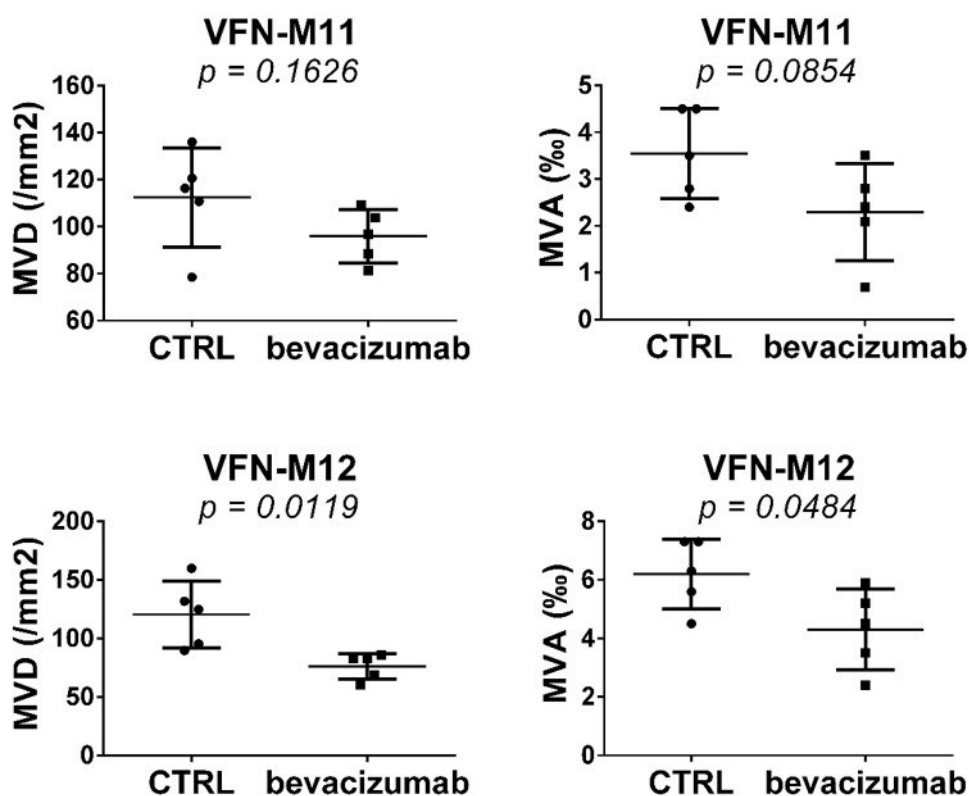 VFN-M11
p = 0.1626
MVD (/mm2)
160
140
120
100
80
60
CTRL bevacizumab
VFN-M11
p = 0.0854
MVA (‰)
5
4
3
2
1
0
CTRL bevacizumab
VFN-M12
p = 0.0119
MVD (/mm2)
200
150
100
50
0
CTRL bevacizumab
VFN-M12
p = 0.0484
MVA (‰)
8
6
4
2
0
CTRL bevacizumab